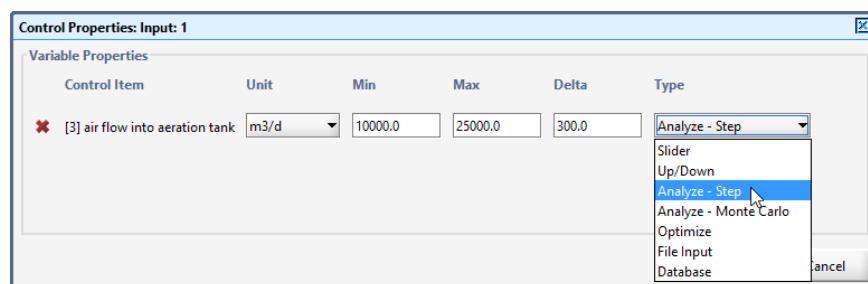 Control Properties: Input: 1
Variable Properties
Control Item Unit Min Max Delta Type
[3] air flow into aeration tank m3/d 10000.0 25000.0 300.0 Analyze - Step
Slider
Up/Down
Analyze - Step
Analyze - Monte Carlo
Optimize
File Input
Database